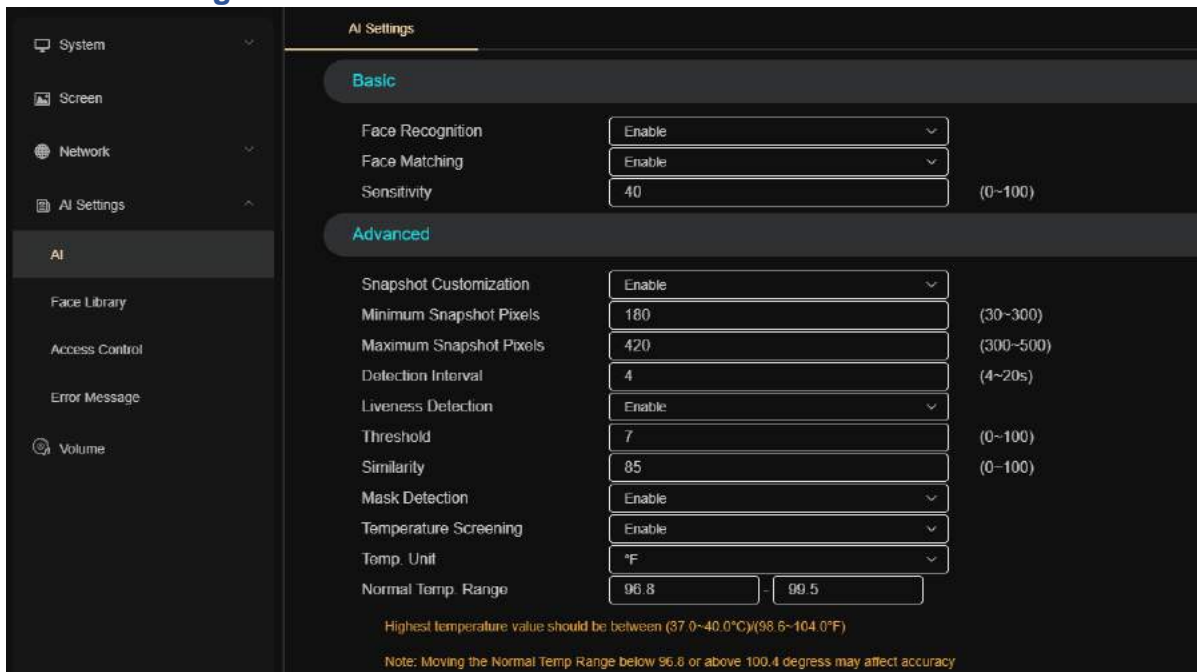 AI Settings
System
Basic
Screen
Face Recognition Enable
Network
Face Matching Enable
Sensitivity 40 (0~100)
AI Settings
Advanced
AI
Snapshot Customization Enable
Face Library
Minimum Snapshot Pixels 180 (30~300)
Access Control
Maximum Snapshot Pixels 420 (300~500)
Detection Interval 4 (4~20s)
Error Message
Liveness Detection Enable
Threshold 7 (0~100)
Volume
Similarity 85 (0~100)
Mask Detection Enable
Temperature Screening Enable
Temp. Unit °F
Normal Temp. Range 96.8 - 99.5
Highest temperature value should be between (37.0~40.0°C)/(98.6~104.0°F)
Note: Moving the Normal Temp Range below 96.8 or above 100.4 degress may affect accuracy